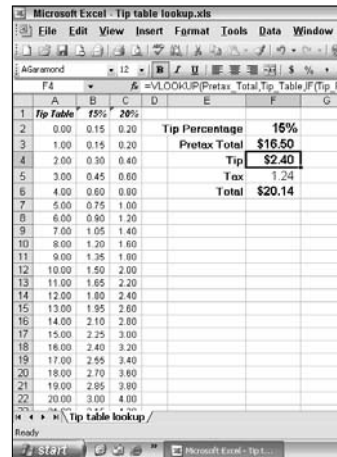 Microsoft Excel - Tip table lookup.xls
File Edit View Insert Format Tools Data Window
AGaramond 12 B I U $ %
F4 fx =VLOOKUP(Pretax_Total,Tip_Table,IF(Tip_
A B C D E F G
1 Tip Table 15% 20%
2 0.00 0.15 0.20 Tip Percentage 15%
3 1.00 0.15 0.20 Pretax Total $16.50
4 2.00 0.30 0.40 Tip $2.40
5 3.00 0.45 0.60 Tax 1.24
6 4.00 0.60 0.80 Total $20.14
7 5.00 0.75 1.00
8 6.00 0.90 1.20
9 7.00 1.05 1.40
10 8.00 1.20 1.60
11 9.00 1.35 1.80
12 10.00 1.50 2.00
13 11.00 1.65 2.20
14 12.00 1.80 2.40
15 13.00 1.95 2.60
16 14.00 2.10 2.80
17 15.00 2.25 3.00
18 16.00 2.40 3.20
19 17.00 2.55 3.40
20 18.00 2.70 3.60
21 19.00 2.85 3.80
22 20.00 3.00 4.00
Tip table lookup
Ready
start Microsoft Excel - Tip t...